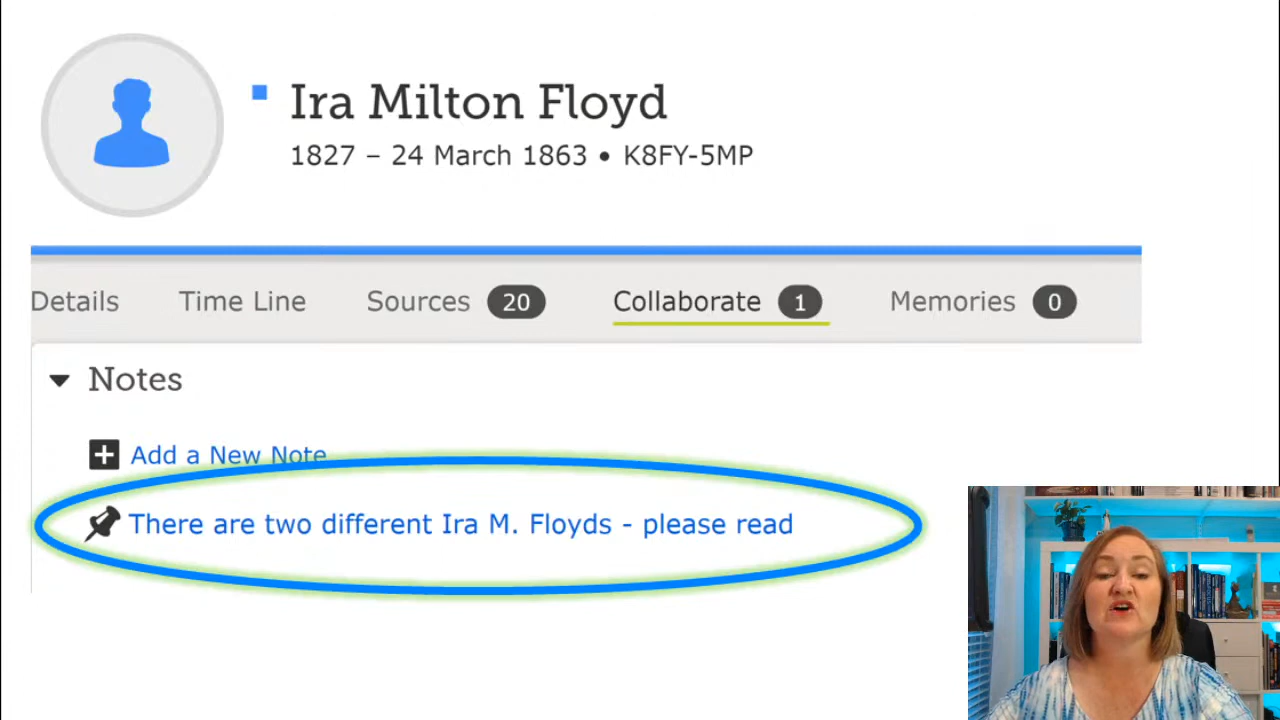 Ira Milton Floyd
1827 – 24 March 1863 • K8FY-5MP
Details Time Line Sources 20 Collaborate 1 Memories 0
Notes
Add a New Note
There are two different Ira M. Floyds - please read